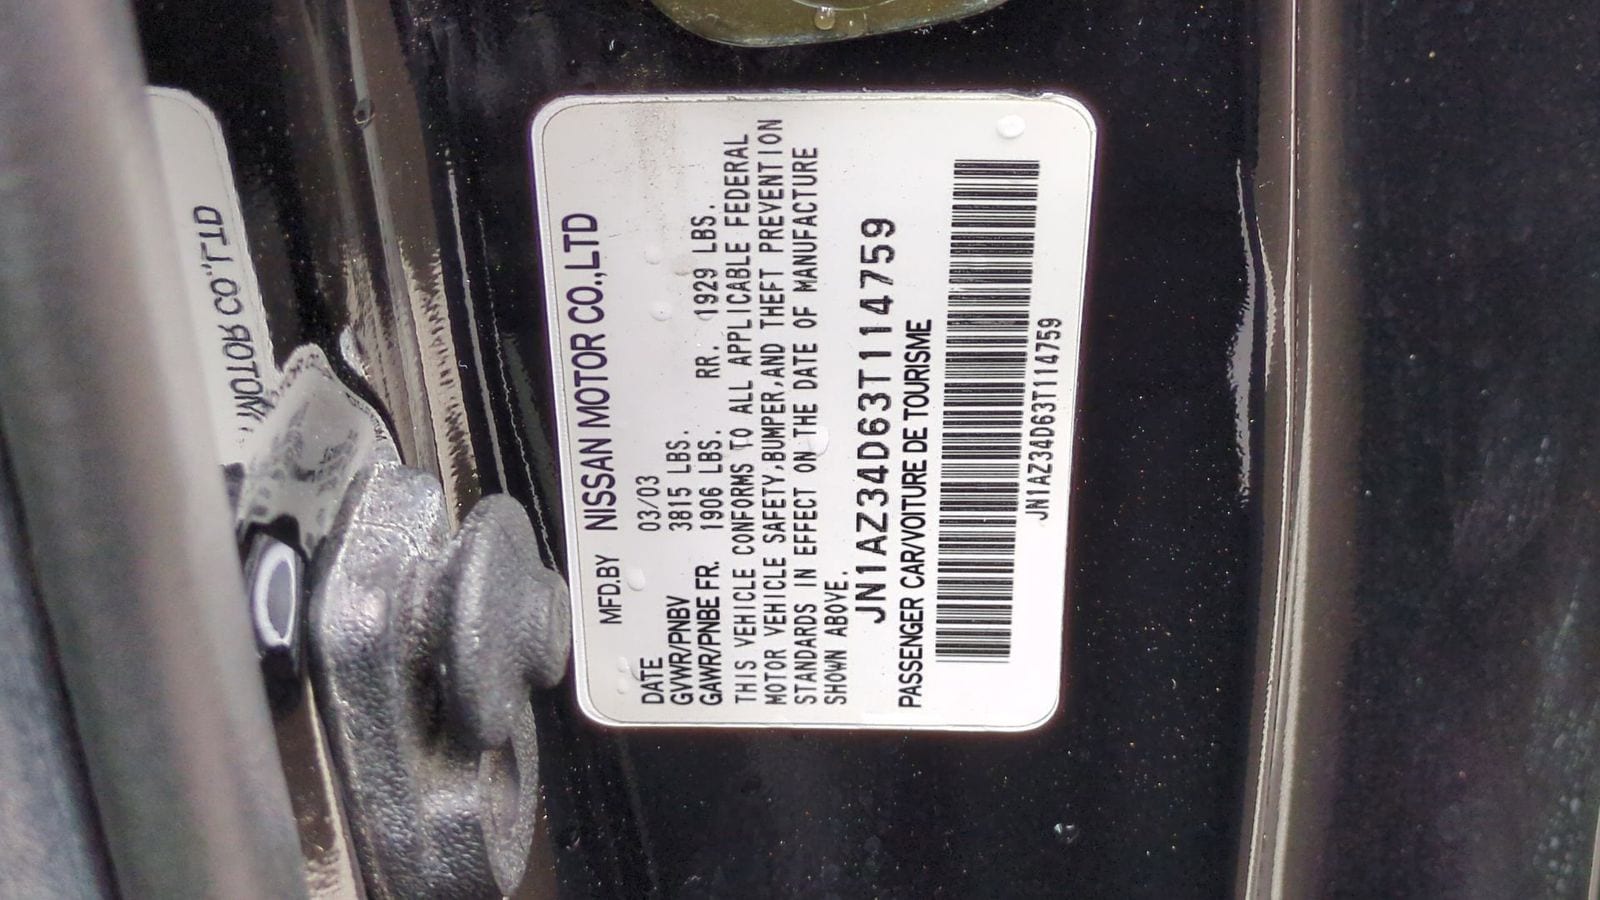 MFD.BY NISSAN MOTOR CO.,LTD
DATE 03/03
GVWR/PNBV 3815 LBS.
GAWR/PNBE FR. 1906 LBS. RR. 1929 LBS.
THIS VEHICLE CONFORMS TO ALL APPLICABLE FEDERAL
MOTOR VEHICLE SAFETY,BUMPER,AND THEFT PREVENTION
STANDARDS IN EFFECT ON THE DATE OF MANUFACTURE
SHOWN ABOVE.
JN1AZ34D63T114759
PASSENGER CAR/VOITURE DE TOURISME
JN1AZ34D63T114759
MOTOR CO.,LTD